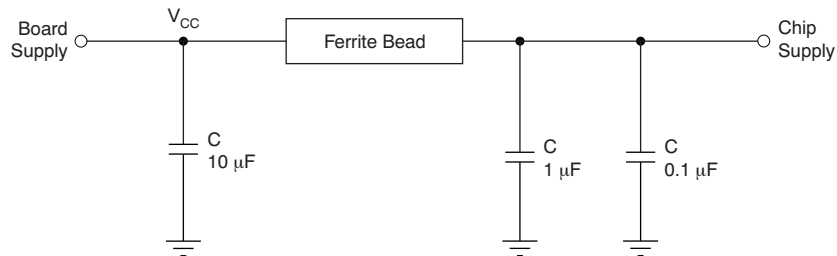 Board
Supply
V_CC
Ferrite Bead
Chip
Supply
C
10 μF
C
1 μF
C
0.1 μF